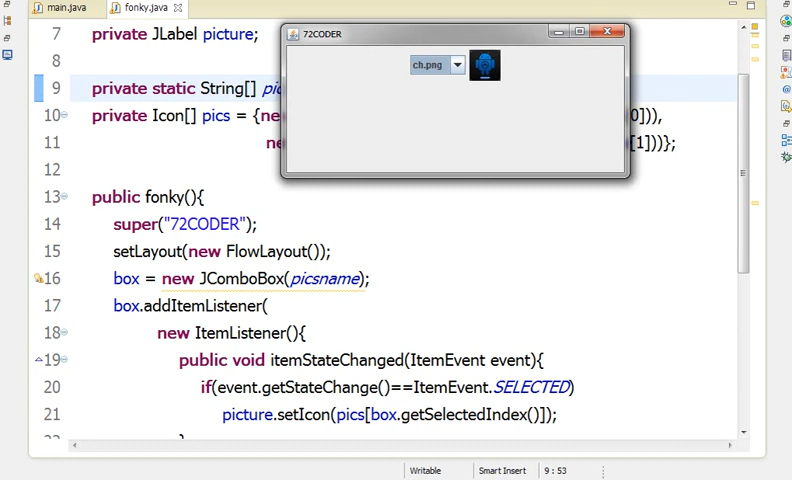 main.java
fonky.java
72CODER
ch.png
7 private JLabel picture;
9 private static String[] pic
10 private Icon[] pics = {ne 0])),
11 ne [1]))};
12
13 public fonky(){
14 super("72CODER");
15 setLayout(new FlowLayout());
16 box = new JComboBox(picsname);
17 box.addItemListener(
18 new ItemListener(){
19 public void itemStateChanged(ItemEvent event){
20 if(event.getStateChange()==ItemEvent.SELECTED)
21 picture.setIcon(pics[box.getSelectedIndex()]);
}
Writable Smart Insert 9 : 53